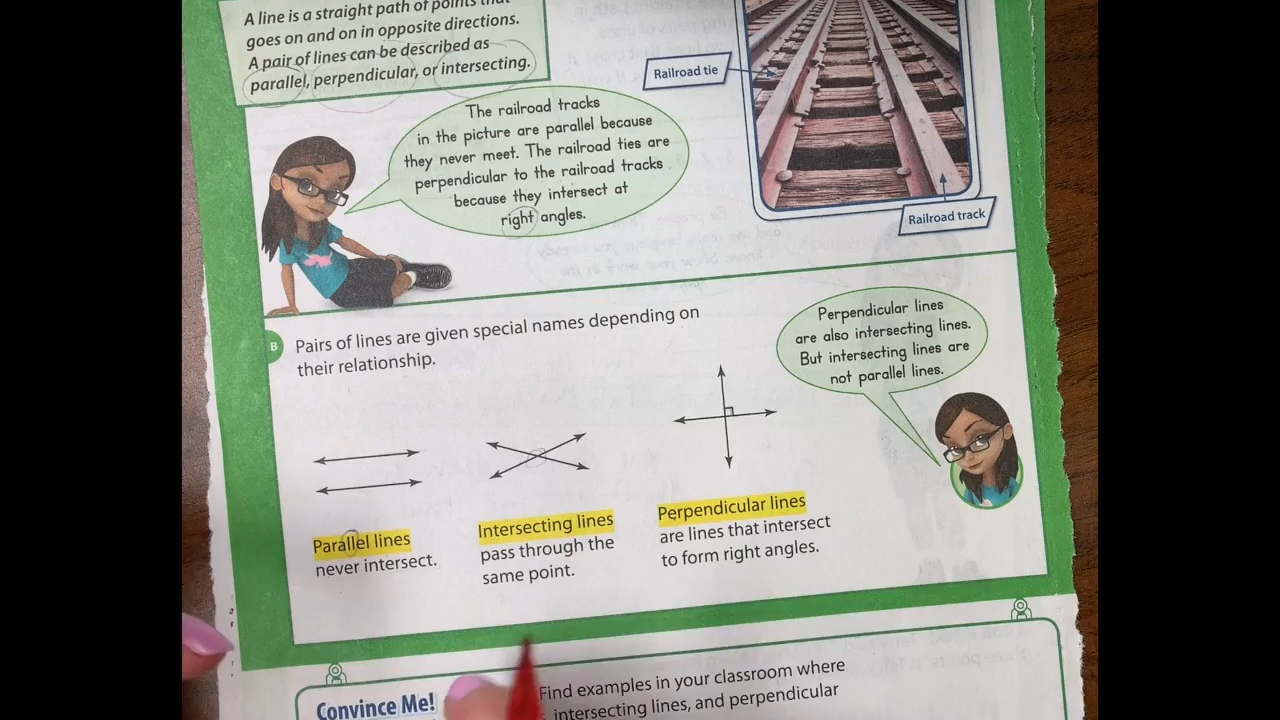 A line is a straight path of points that
goes on and on in opposite directions.
A pair of lines can be described as
parallel, perpendicular, or intersecting.
Railroad tie
The railroad tracks
in the picture are parallel because
they never meet. The railroad ties are
perpendicular to the railroad tracks
because they intersect at
right angles.
Railroad track
B
Pairs of lines are given special names depending on
their relationship.
Perpendicular lines
are also intersecting lines.
But intersecting lines are
not parallel lines.
Parallel lines
never intersect.
Intersecting lines
pass through the
same point.
Perpendicular lines
are lines that intersect
to form right angles.
Convince Me!
Find examples in your classroom where
intersecting lines, and perpendicular